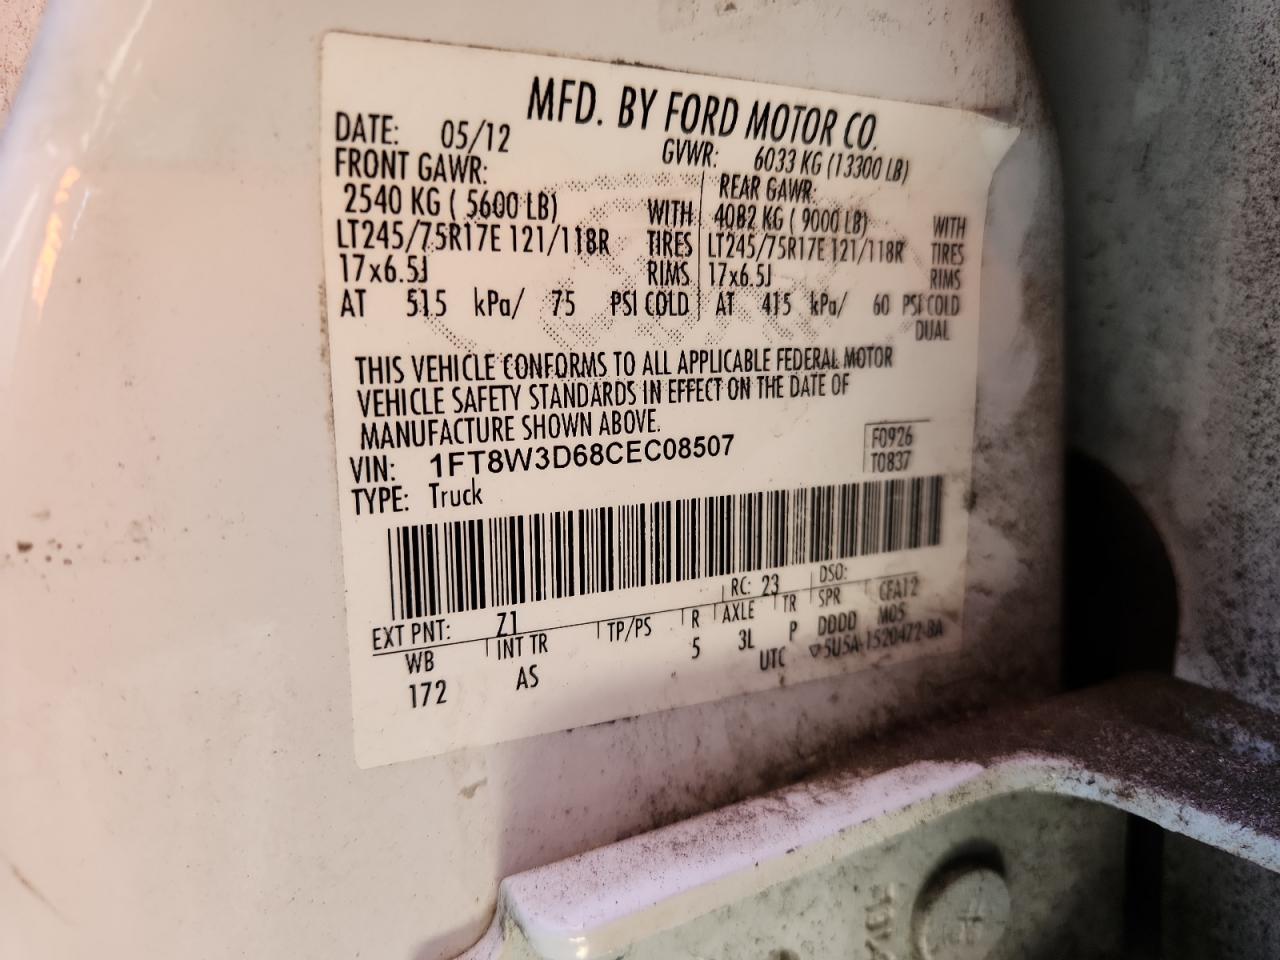 MFD. BY FORD MOTOR CO.
DATE: 05/12 GVWR: 6033 KG (13300 LB)
FRONT GAWR: REAR GAWR:
2540 KG ( 5600 LB) WITH 4082 KG ( 9000 LB) WITH
LT245/75R17E 121/118R TIRES LT245/75R17E 121/118R TIRES
17x6.5J RIMS 17x6.5J RIMS
AT 515 kPa/ 75 PSI COLD AT 415 kPa/ 60 PSI COLD
DUAL
THIS VEHICLE CONFORMS TO ALL APPLICABLE FEDERAL MOTOR
VEHICLE SAFETY STANDARDS IN EFFECT ON THE DATE OF
MANUFACTURE SHOWN ABOVE.
VIN: 1FT8W3D68CEC08507 F0926
TYPE: Truck T0837
EXT PNT: Z1 RC: 23 DSO:
WB INT TR TP/PS R AXLE TR SPR CFA12
172 AS 5 3L P DDDD M05
UTC ▽5U5A-1520472-BA